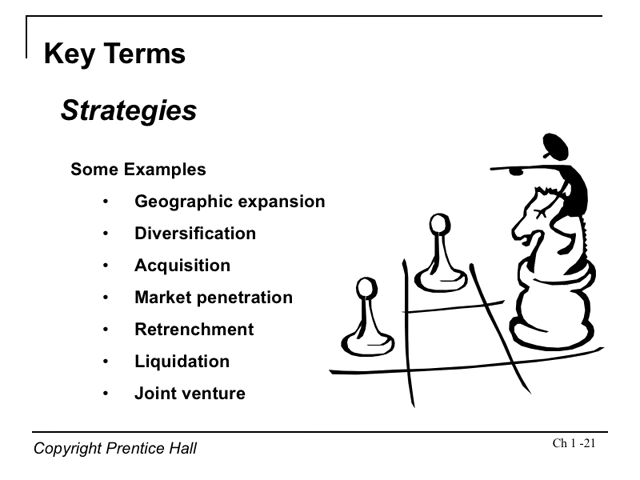 Key Terms
Strategies
Some Examples
• Geographic expansion
• Diversification
• Acquisition
• Market penetration
• Retrenchment
• Liquidation
• Joint venture
Copyright Prentice Hall
Ch 1 -21